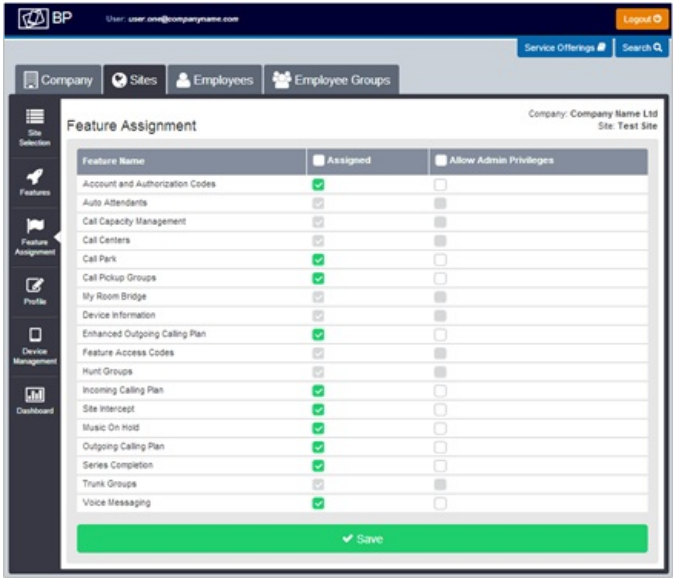 BP
User: user.one@companyname.com
Logout
Service Offerings
Search
Company
Sites
Employees
Employee Groups
Site Selection
Features
Feature Assignment
Profile
Device Management
Dashboard
Feature Assignment
Company: Company Name Ltd
Site: Test Site
Feature Name Assigned Allow Admin Privileges
Account and Authorization Codes
Auto Attendants
Call Capacity Management
Call Centers
Call Park
Call Pickup Groups
My Room Bridge
Device Information
Enhanced Outgoing Calling Plan
Feature Access Codes
Hunt Groups
Incoming Calling Plan
Site Intercept
Music On Hold
Outgoing Calling Plan
Series Completion
Trunk Groups
Voice Messaging
Save